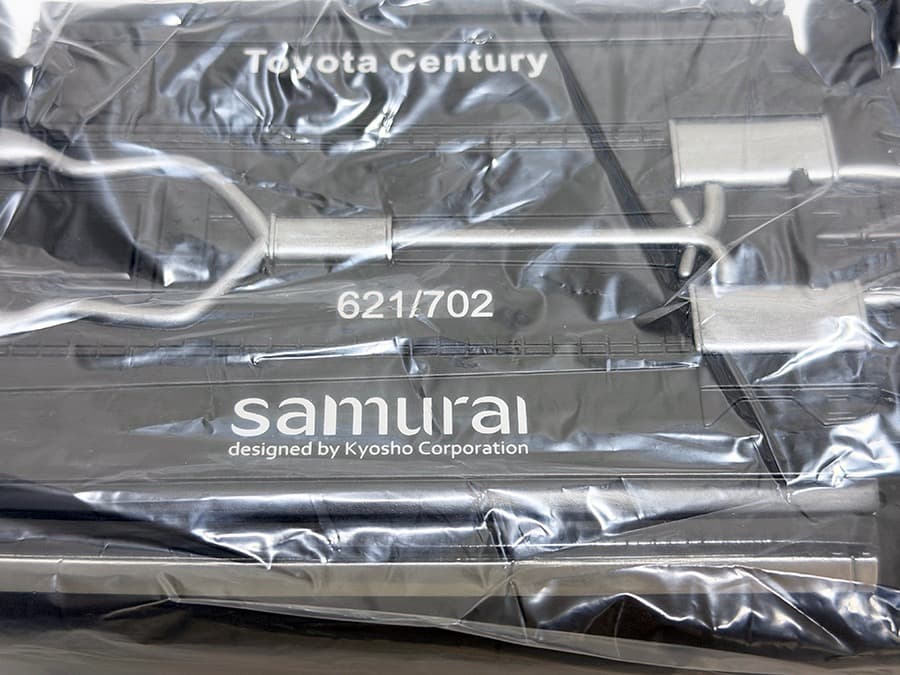 Toyota Century
621/702
samurai
designed by Kyosho Corporation